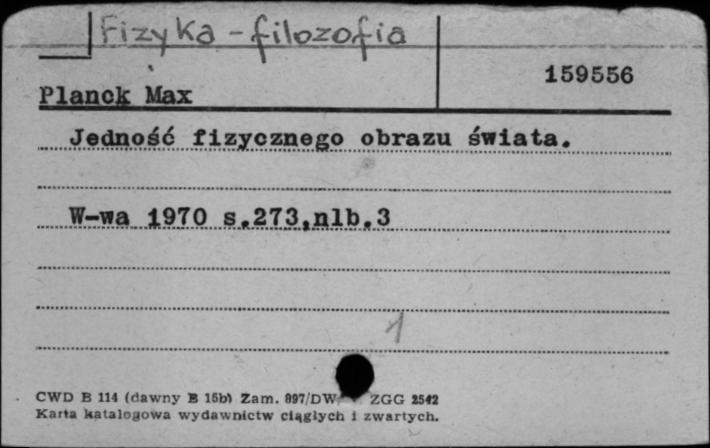 Fizyka - filozofia
159556
Planck Max
Jedność fizycznego obrazu świata.
W-wa 1970 s.273,nlb.3
1
CWD B 114 (dawny B 15b) Zam. 897/DW ZGG 2542
Karta katalogowa wydawnictw ciągłych i zwartych.